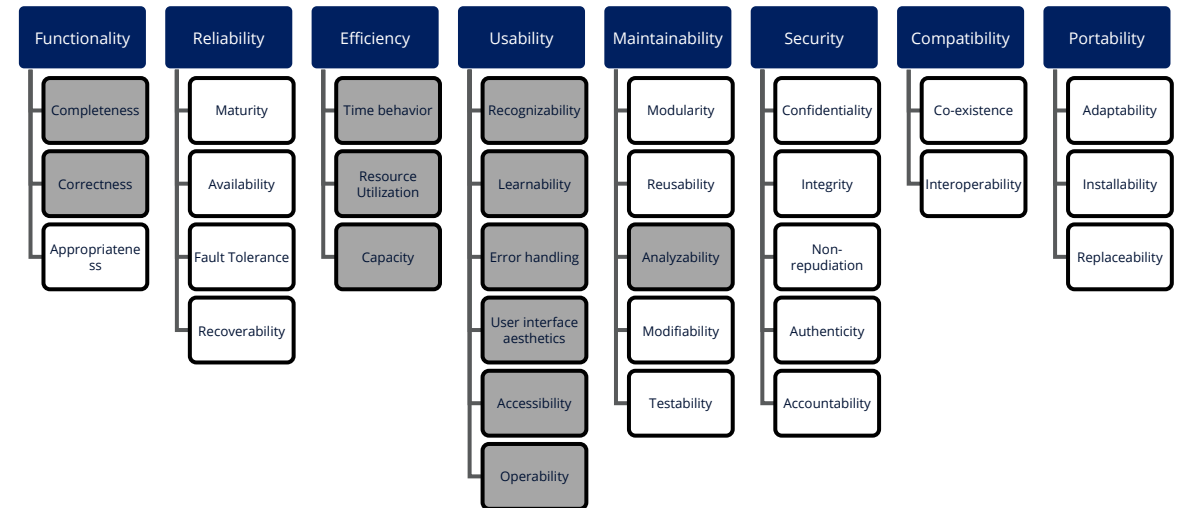 Functionality
Completeness
Correctness
Appropriatene
ss
Reliability
Maturity
Availability
Fault Tolerance
Recoverability
Efficiency
Time behavior
Resource
Utilization
Capacity
Usability
Recognizability
Learnability
Error handling
User interface
aesthetics
Accessibility
Operability
Maintainability
Modularity
Reusability
Analyzability
Modifiability
Testability
Security
Confidentiality
Integrity
Non-
repudiation
Authenticity
Accountability
Compatibility
Co-existence
Interoperability
Portability
Adaptability
Installability
Replaceability